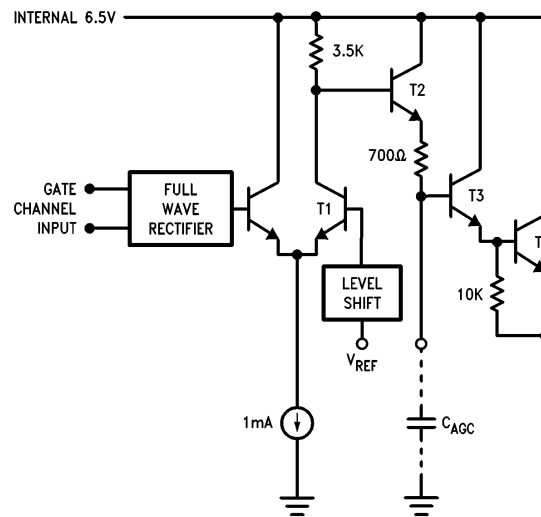 INTERNAL 6.5V
3.5K
T2
700Ω
GATE
CHANNEL
INPUT
FULL
WAVE
RECTIFIER
T1
T3
T
LEVEL
SHIFT
10K
VREF
1mA
CAGC